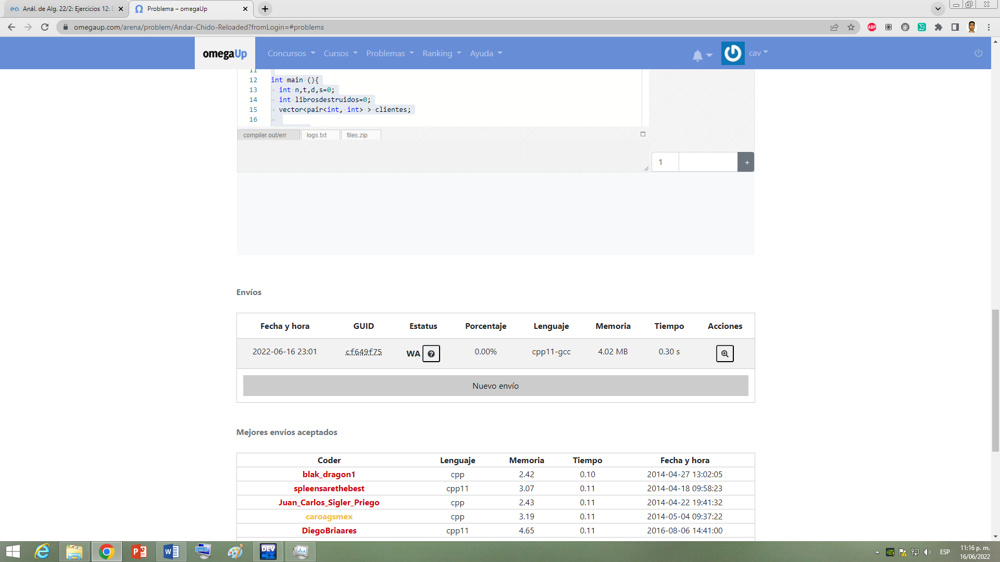 Anál. de Alg. 22/2: Ejercicios 12: D
Problema – omegaUp
omegaup.com/arena/problem/Andar-Chido-Reloaded?fromLogin=#problems
ABP
omegaUp
Concursos
Cursos
Problemas
Ranking
Ayuda
cav
11
12 int main (){
13 int n,t,d,s=0;
14 int librosdestruidos=0;
15 vector<pair<int, int> > clientes;
16
compiler.out/err
logs.txt
files.zip
1
+
Envíos
Fecha y hora GUID Estatus Porcentaje Lenguaje Memoria Tiempo Acciones
2022-06-16 23:01 cf649f75 WA 0.00% cpp11-gcc 4.02 MB 0.30 s
Nuevo envío
Mejores envíos aceptados
Coder Lenguaje Memoria Tiempo Fecha y hora
blak_dragon1 cpp 2.42 0.10 2014-04-27 13:02:05
spleensarethebest cpp11 3.07 0.11 2014-04-18 09:58:23
Juan_Carlos_Sigler_Priego cpp 2.43 0.11 2014-04-22 19:41:32
caroagsmex cpp 3.19 0.11 2014-05-04 09:37:22
DiegoBriaares cpp11 4.65 0.11 2016-08-06 14:41:00
DEV C++
ESP
11:16 p. m.
16/06/2022